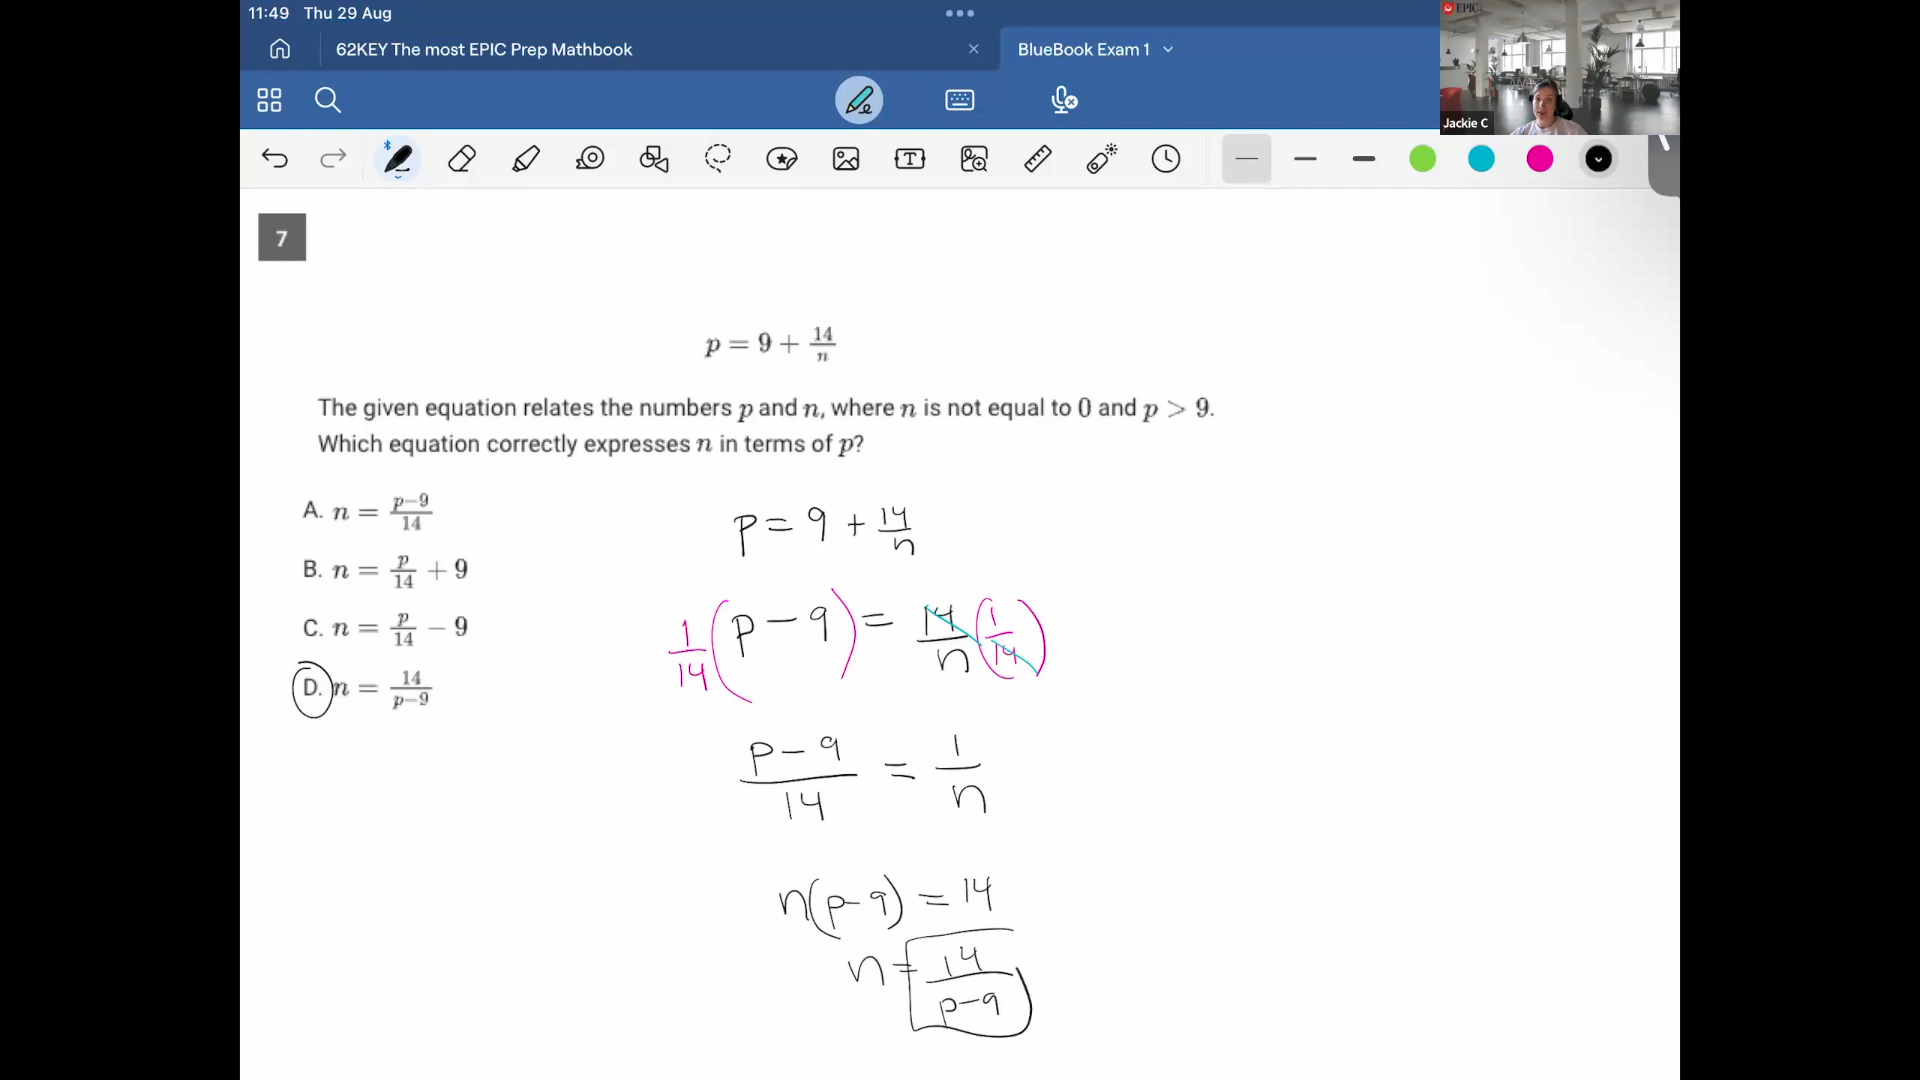 11:49 Thu 29 Aug
62KEY The most EPIC Prep Mathbook
BlueBook Exam 1
EPIC
Jackie C
7
p = 9 + 14/n
The given equation relates the numbers p and n, where n is not equal to 0 and p > 9.
Which equation correctly expresses n in terms of p?
A. n = p−9/14
B. n = p/14 + 9
C. n = p/14 − 9
D. n = 14/p−9
p = 9 + 14/n
1/14 (p − 9) = 14/n (1/14)
p − 9/14 = 1/n
n(p − 9) = 14
n = 14/p−9